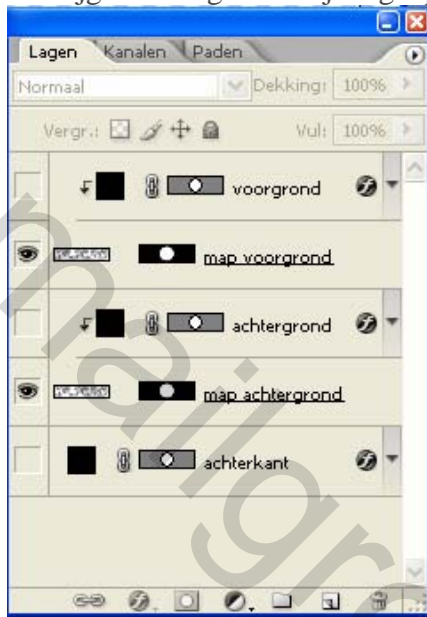 Lagen Kanalen Paden
Normaal Dekking: 100%
Vergr.: Vul: 100%
voorgrond
map voorgrond
achtergrond
map achtergrond
achterkant